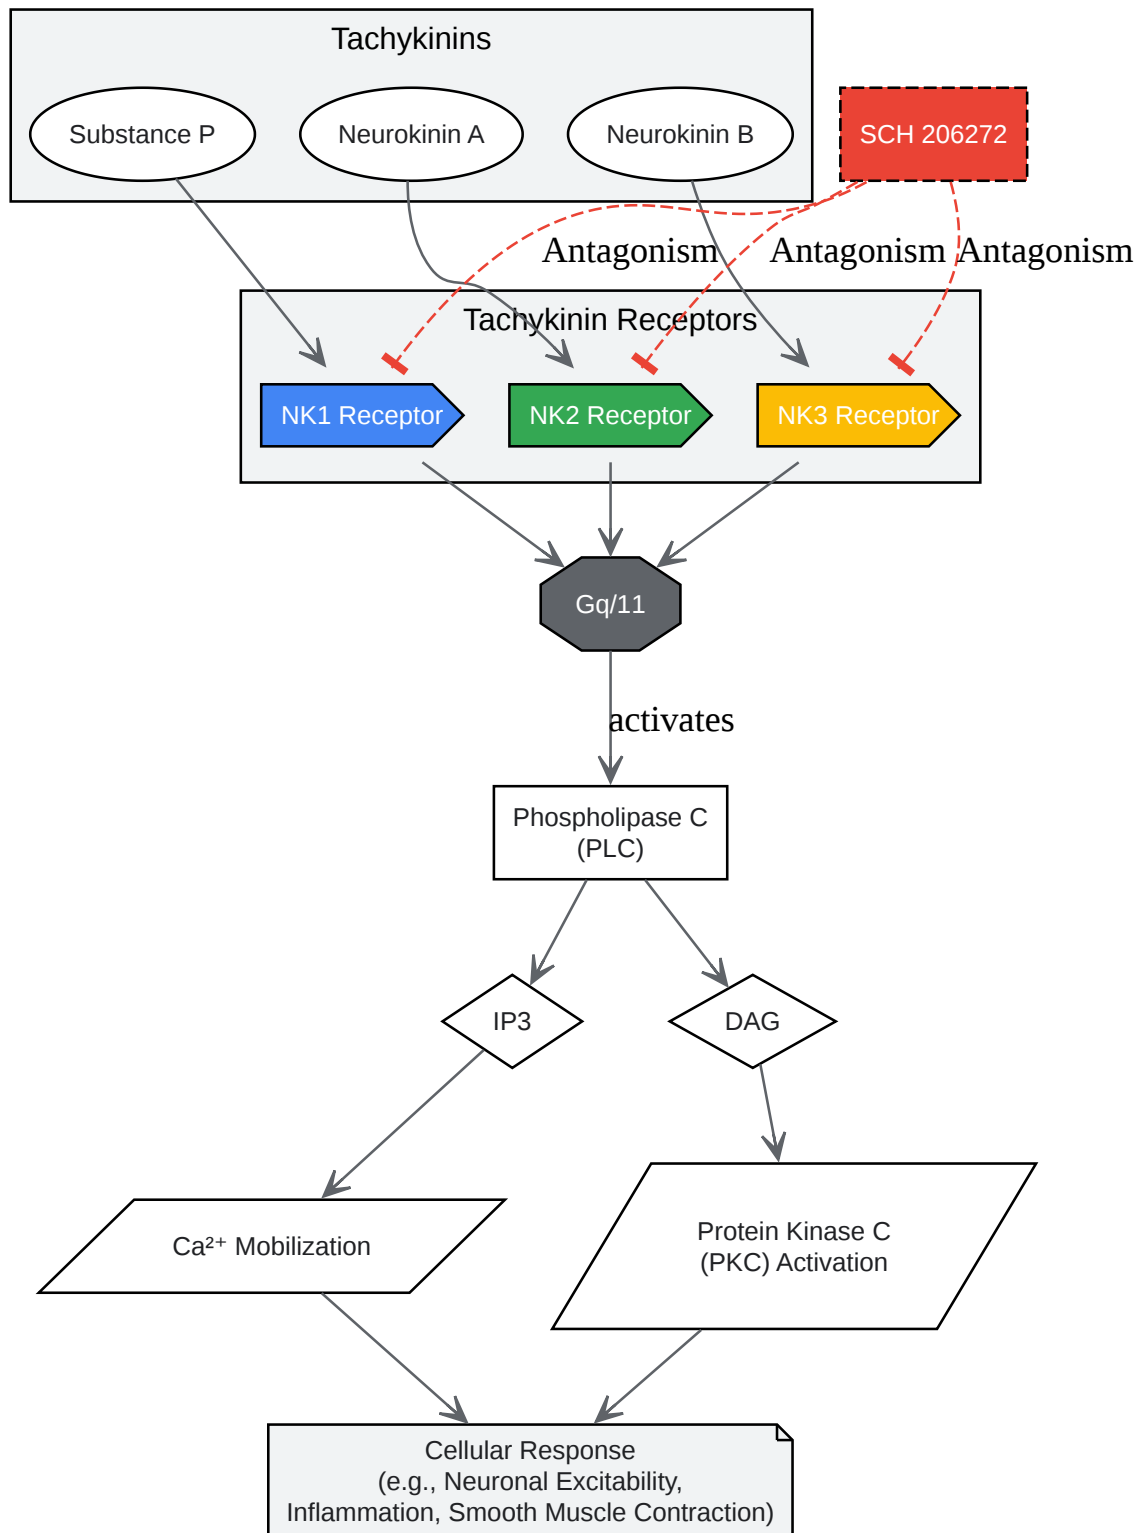 Tachykinins
Substance P
Neurokinin A
Neurokinin B
SCH 206272
Antagonism
Antagonism
Antagonism
Tachykinin Receptors
NK1 Receptor
NK2 Receptor
NK3 Receptor
Gq/11
activates
Phospholipase C
(PLC)
IP3
DAG
Ca²⁺ Mobilization
Protein Kinase C
(PKC) Activation
Cellular Response
(e.g., Neuronal Excitability,
Inflammation, Smooth Muscle Contraction)